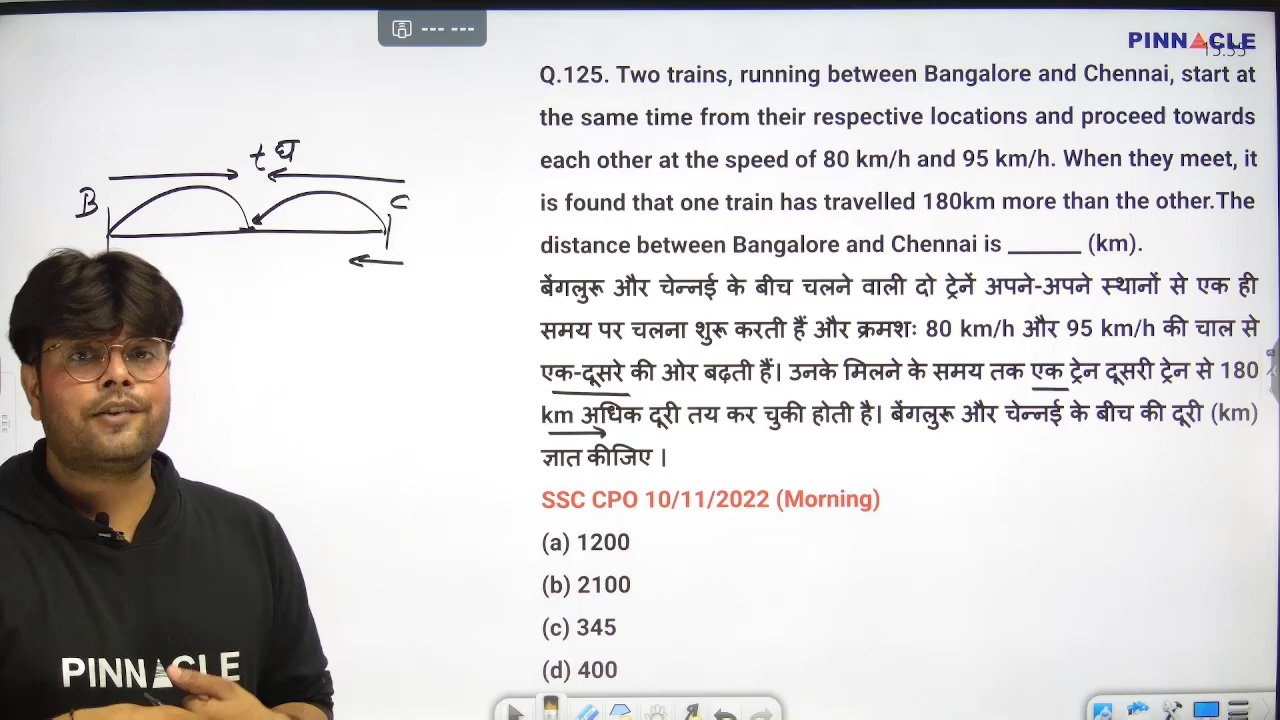 PINNACLE
Q.125. Two trains, running between Bangalore and Chennai, start at
the same time from their respective locations and proceed towards
each other at the speed of 80 km/h and 95 km/h. When they meet, it
is found that one train has travelled 180km more than the other.The
distance between Bangalore and Chennai is ______ (km).
बेंगलुरू और चेन्नई के बीच चलने वाली दो ट्रेनें अपने-अपने स्थानों से एक ही
समय पर चलना शुरू करती हैं और क्रमशः 80 km/h और 95 km/h की चाल से
एक-दूसरे की ओर बढ़ती हैं। उनके मिलने के समय तक एक ट्रेन दूसरी ट्रेन से 180
km अधिक दूरी तय कर चुकी होती है। बेंगलुरू और चेन्नई के बीच की दूरी (km)
ज्ञात कीजिए ।
SSC CPO 10/11/2022 (Morning)
(a) 1200
(b) 2100
(c) 345
(d) 400
t घ
B
C
PINNACLE